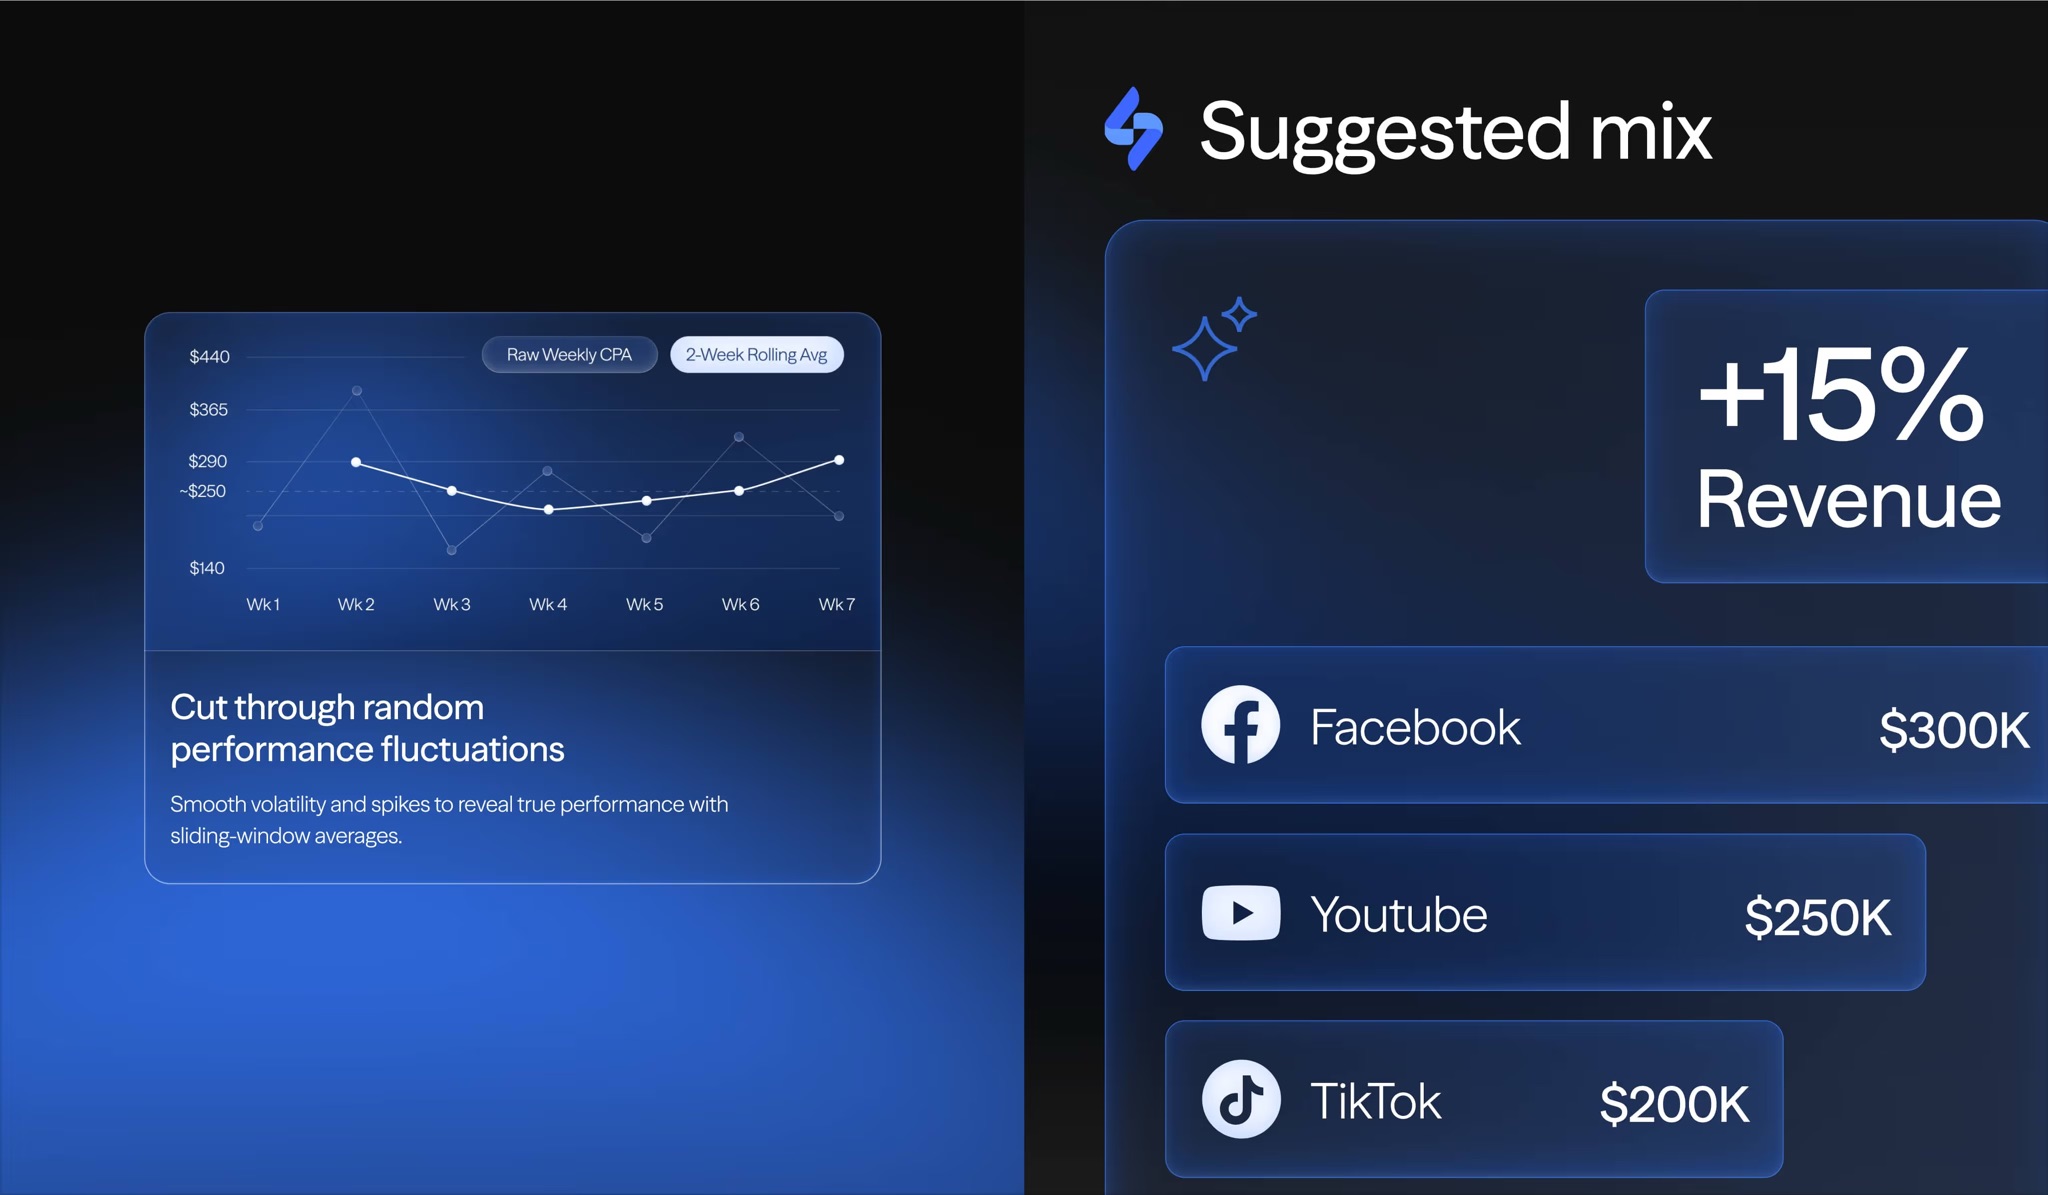 $440
Raw Weekly CPA
2-Week Rolling Avg
$365
$290
~$250
$140
Wk 1
Wk 2
Wk 3
Wk 4
Wk 5
Wk 6
Wk 7
Cut through random
performance fluctuations
Smooth volatility and spikes to reveal true performance with
sliding-window averages.
Suggested mix
+15%
Revenue
Facebook
$300K
Youtube
$250K
TikTok
$200K